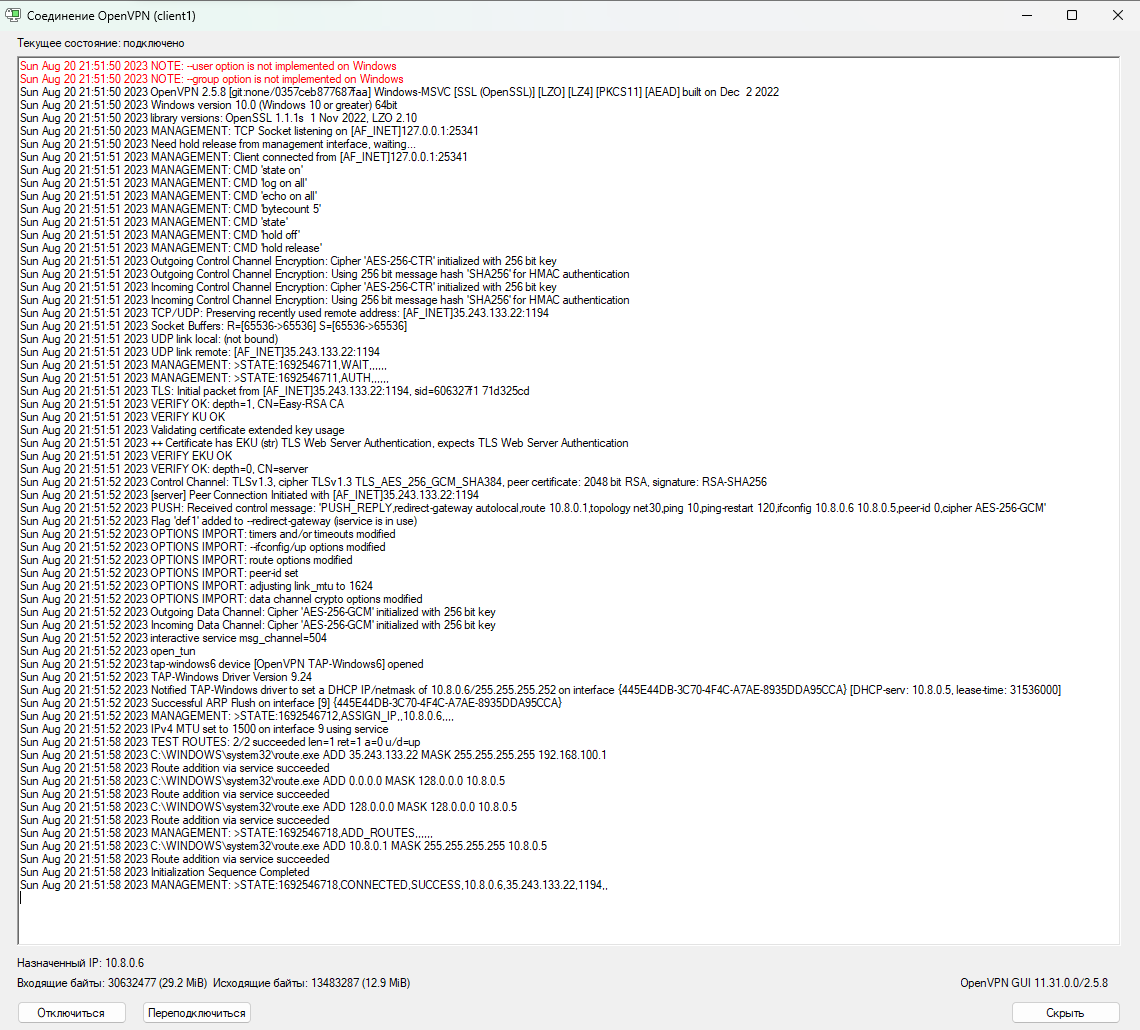 Соединение OpenVPN (client1)
Текущее состояние: подключено
Sun Aug 20 21:51:50 2023 NOTE: --user option is not implemented on Windows
Sun Aug 20 21:51:50 2023 NOTE: --group option is not implemented on Windows
Sun Aug 20 21:51:50 2023 OpenVPN 2.5.8 [git:none/0357ceb877687faa] Windows-MSVC [SSL (OpenSSL)] [LZO] [LZ4] [PKCS11] [AEAD] built on Dec  2 2022
Sun Aug 20 21:51:50 2023 Windows version 10.0 (Windows 10 or greater) 64bit
Sun Aug 20 21:51:50 2023 library versions: OpenSSL 1.1.1s  1 Nov 2022, LZO 2.10
Sun Aug 20 21:51:50 2023 MANAGEMENT: TCP Socket listening on [AF_INET]127.0.0.1:25341
Sun Aug 20 21:51:50 2023 Need hold release from management interface, waiting...
Sun Aug 20 21:51:51 2023 MANAGEMENT: Client connected from [AF_INET]127.0.0.1:25341
Sun Aug 20 21:51:51 2023 MANAGEMENT: CMD 'state on'
Sun Aug 20 21:51:51 2023 MANAGEMENT: CMD 'log on all'
Sun Aug 20 21:51:51 2023 MANAGEMENT: CMD 'echo on all'
Sun Aug 20 21:51:51 2023 MANAGEMENT: CMD 'bytecount 5'
Sun Aug 20 21:51:51 2023 MANAGEMENT: CMD 'state'
Sun Aug 20 21:51:51 2023 MANAGEMENT: CMD 'hold off'
Sun Aug 20 21:51:51 2023 MANAGEMENT: CMD 'hold release'
Sun Aug 20 21:51:51 2023 Outgoing Control Channel Encryption: Cipher 'AES-256-CTR' initialized with 256 bit key
Sun Aug 20 21:51:51 2023 Outgoing Control Channel Encryption: Using 256 bit message hash 'SHA256' for HMAC authentication
Sun Aug 20 21:51:51 2023 Incoming Control Channel Encryption: Cipher 'AES-256-CTR' initialized with 256 bit key
Sun Aug 20 21:51:51 2023 Incoming Control Channel Encryption: Using 256 bit message hash 'SHA256' for HMAC authentication
Sun Aug 20 21:51:51 2023 TCP/UDP: Preserving recently used remote address: [AF_INET]35.243.133.22:1194
Sun Aug 20 21:51:51 2023 Socket Buffers: R=[65536->65536] S=[65536->65536]
Sun Aug 20 21:51:51 2023 UDP link local: (not bound)
Sun Aug 20 21:51:51 2023 UDP link remote: [AF_INET]35.243.133.22:1194
Sun Aug 20 21:51:51 2023 MANAGEMENT: >STATE:1692546711,WAIT,,,,,,
Sun Aug 20 21:51:51 2023 MANAGEMENT: >STATE:1692546711,AUTH,,,,,,
Sun Aug 20 21:51:51 2023 TLS: Initial packet from [AF_INET]35.243.133.22:1194, sid=606327f1 71d325cd
Sun Aug 20 21:51:51 2023 VERIFY OK: depth=1, CN=Easy-RSA CA
Sun Aug 20 21:51:51 2023 VERIFY KU OK
Sun Aug 20 21:51:51 2023 Validating certificate extended key usage
Sun Aug 20 21:51:51 2023 ++ Certificate has EKU (str) TLS Web Server Authentication, expects TLS Web Server Authentication
Sun Aug 20 21:51:51 2023 VERIFY EKU OK
Sun Aug 20 21:51:51 2023 VERIFY OK: depth=0, CN=server
Sun Aug 20 21:51:52 2023 Control Channel: TLSv1.3, cipher TLSv1.3 TLS_AES_256_GCM_SHA384, peer certificate: 2048 bit RSA, signature: RSA-SHA256
Sun Aug 20 21:51:52 2023 [server] Peer Connection Initiated with [AF_INET]35.243.133.22:1194
Sun Aug 20 21:51:52 2023 PUSH: Received control message: 'PUSH_REPLY,redirect-gateway autolocal,route 10.8.0.1,topology net30,ping 10,ping-restart 120,ifconfig 10.8.0.6 10.8.0.5,peer-id 0,cipher AES-256-GCM'
Sun Aug 20 21:51:52 2023 Flag 'def1' added to --redirect-gateway (iservice is in use)
Sun Aug 20 21:51:52 2023 OPTIONS IMPORT: timers and/or timeouts modified
Sun Aug 20 21:51:52 2023 OPTIONS IMPORT: --ifconfig/up options modified
Sun Aug 20 21:51:52 2023 OPTIONS IMPORT: route options modified
Sun Aug 20 21:51:52 2023 OPTIONS IMPORT: peer-id set
Sun Aug 20 21:51:52 2023 OPTIONS IMPORT: adjusting link_mtu to 1624
Sun Aug 20 21:51:52 2023 OPTIONS IMPORT: data channel crypto options modified
Sun Aug 20 21:51:52 2023 Outgoing Data Channel: Cipher 'AES-256-GCM' initialized with 256 bit key
Sun Aug 20 21:51:52 2023 Incoming Data Channel: Cipher 'AES-256-GCM' initialized with 256 bit key
Sun Aug 20 21:51:52 2023 interactive service msg_channel=504
Sun Aug 20 21:51:52 2023 open_tun
Sun Aug 20 21:51:52 2023 tap-windows6 device [OpenVPN TAP-Windows6] opened
Sun Aug 20 21:51:52 2023 TAP-Windows Driver Version 9.24
Sun Aug 20 21:51:52 2023 Notified TAP-Windows driver to set a DHCP IP/netmask of 10.8.0.6/255.255.255.252 on interface {445E44DB-3C70-4F4C-A7AE-8935DDA95CCA} [DHCP-serv: 10.8.0.5, lease-time: 31536000]
Sun Aug 20 21:51:52 2023 Successful ARP Flush on interface [9] {445E44DB-3C70-4F4C-A7AE-8935DDA95CCA}
Sun Aug 20 21:51:52 2023 MANAGEMENT: >STATE:1692546712,ASSIGN_IP,,10.8.0.6,,,,
Sun Aug 20 21:51:52 2023 IPv4 MTU set to 1500 on interface 9 using service
Sun Aug 20 21:51:58 2023 TEST ROUTES: 2/2 succeeded len=1 ret=1 a=0 u/d=up
Sun Aug 20 21:51:58 2023 C:\WINDOWS\system32\route.exe ADD 35.243.133.22 MASK 255.255.255.255 192.168.100.1
Sun Aug 20 21:51:58 2023 Route addition via service succeeded
Sun Aug 20 21:51:58 2023 C:\WINDOWS\system32\route.exe ADD 0.0.0.0 MASK 128.0.0.0 10.8.0.5
Sun Aug 20 21:51:58 2023 Route addition via service succeeded
Sun Aug 20 21:51:58 2023 C:\WINDOWS\system32\route.exe ADD 128.0.0.0 MASK 128.0.0.0 10.8.0.5
Sun Aug 20 21:51:58 2023 Route addition via service succeeded
Sun Aug 20 21:51:58 2023 MANAGEMENT: >STATE:1692546718,ADD_ROUTES,,,,,,
Sun Aug 20 21:51:58 2023 C:\WINDOWS\system32\route.exe ADD 10.8.0.1 MASK 255.255.255.255 10.8.0.5
Sun Aug 20 21:51:58 2023 Route addition via service succeeded
Sun Aug 20 21:51:58 2023 Initialization Sequence Completed
Sun Aug 20 21:51:58 2023 MANAGEMENT: >STATE:1692546718,CONNECTED,SUCCESS,10.8.0.6,35.243.133.22,1194,,
Назначенный IP: 10.8.0.6
Входящие байты: 30632477 (29.2 MiB)  Исходящие байты: 13483287 (12.9 MiB)
OpenVPN GUI 11.31.0.0/2.5.8
Отключиться
Переподключиться
Скрыть